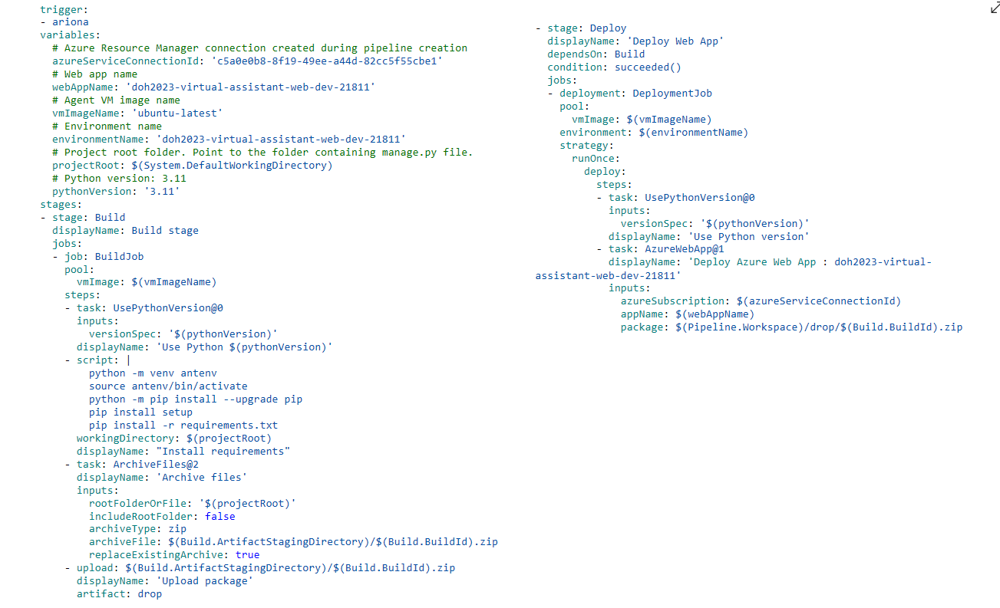 trigger:
- ariona
variables:
  # Azure Resource Manager connection created during pipeline creation
  azureServiceConnectionId: 'c5a0e0b8-8f19-49ee-a44d-82cc5f55cbe1'
  # Web app name
  webAppName: 'doh2023-virtual-assistant-web-dev-21811'
  # Agent VM image name
  vmImageName: 'ubuntu-latest'
  # Environment name
  environmentName: 'doh2023-virtual-assistant-web-dev-21811'
  # Project root folder. Point to the folder containing manage.py file.
  projectRoot: $(System.DefaultWorkingDirectory)
  # Python version: 3.11
  pythonVersion: '3.11'
stages:
- stage: Build
  displayName: Build stage
  jobs:
  - job: BuildJob
    pool:
      vmImage: $(vmImageName)
    steps:
    - task: UsePythonVersion@0
      inputs:
        versionSpec: '$(pythonVersion)'
      displayName: 'Use Python $(pythonVersion)'
    - script: |
        python -m venv antenv
        source antenv/bin/activate
        python -m pip install --upgrade pip
        pip install setup
        pip install -r requirements.txt
      workingDirectory: $(projectRoot)
      displayName: "Install requirements"
    - task: ArchiveFiles@2
      displayName: 'Archive files'
      inputs:
        rootFolderOrFile: '$(projectRoot)'
        includeRootFolder: false
        archiveType: zip
        archiveFile: $(Build.ArtifactStagingDirectory)/$(Build.BuildId).zip
        replaceExistingArchive: true
    - upload: $(Build.ArtifactStagingDirectory)/$(Build.BuildId).zip
      displayName: 'Upload package'
      artifact: drop
- stage: Deploy
  displayName: 'Deploy Web App'
  dependsOn: Build
  condition: succeeded()
  jobs:
  - deployment: DeploymentJob
    pool:
      vmImage: $(vmImageName)
    environment: $(environmentName)
    strategy:
      runOnce:
        deploy:
          steps:
          - task: UsePythonVersion@0
            inputs:
              versionSpec: '$(pythonVersion)'
            displayName: 'Use Python version'
          - task: AzureWebApp@1
            displayName: 'Deploy Azure Web App : doh2023-virtual-
assistant-web-dev-21811'
            inputs:
              azureSubscription: $(azureServiceConnectionId)
              appName: $(webAppName)
              package: $(Pipeline.Workspace)/drop/$(Build.BuildId).zip